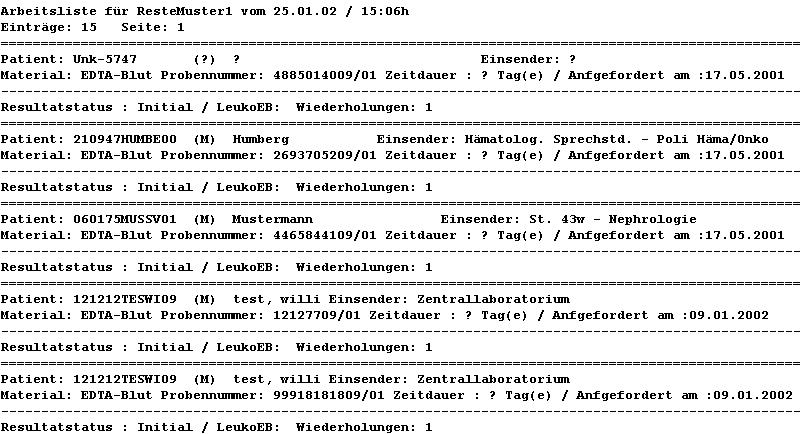 Arbeitsliste für ResteMuster1 vom 25.01.02 / 15:06h
Einträge: 15 Seite: 1
Patient: Unk-5747 (?) ? Einsender: ?
Material: EDTA-Blut Probennummer: 4885014009/01 Zeitdauer : ? Tag(e) / Anfgefordert am :17.05.2001
Resultatstatus : Initial / LeukoEB: Wiederholungen: 1
Patient: 210947HUMBE00 (M) Humberg Einsender: Hämatolog. Sprechstd. - Poli Häma/Onko
Material: EDTA-Blut Probennummer: 2693705209/01 Zeitdauer : ? Tag(e) / Anfgefordert am :17.05.2001
Resultatstatus : Initial / LeukoEB: Wiederholungen: 1
Patient: 060175MUSSV01 (M) Mustermann Einsender: St. 43w - Nephrologie
Material: EDTA-Blut Probennummer: 4465844109/01 Zeitdauer : ? Tag(e) / Anfgefordert am :17.05.2001
Resultatstatus : Initial / LeukoEB: Wiederholungen: 1
Patient: 121212TESWI09 (M) test, willi Einsender: Zentrallaboratorium
Material: EDTA-Blut Probennummer: 12127709/01 Zeitdauer : ? Tag(e) / Anfgefordert am :09.01.2002
Resultatstatus : Initial / LeukoEB: Wiederholungen: 1
Patient: 121212TESWI09 (M) test, willi Einsender: Zentrallaboratorium
Material: EDTA-Blut Probennummer: 99918181809/01 Zeitdauer : ? Tag(e) / Anfgefordert am :09.01.2002
Resultatstatus : Initial / LeukoEB: Wiederholungen: 1